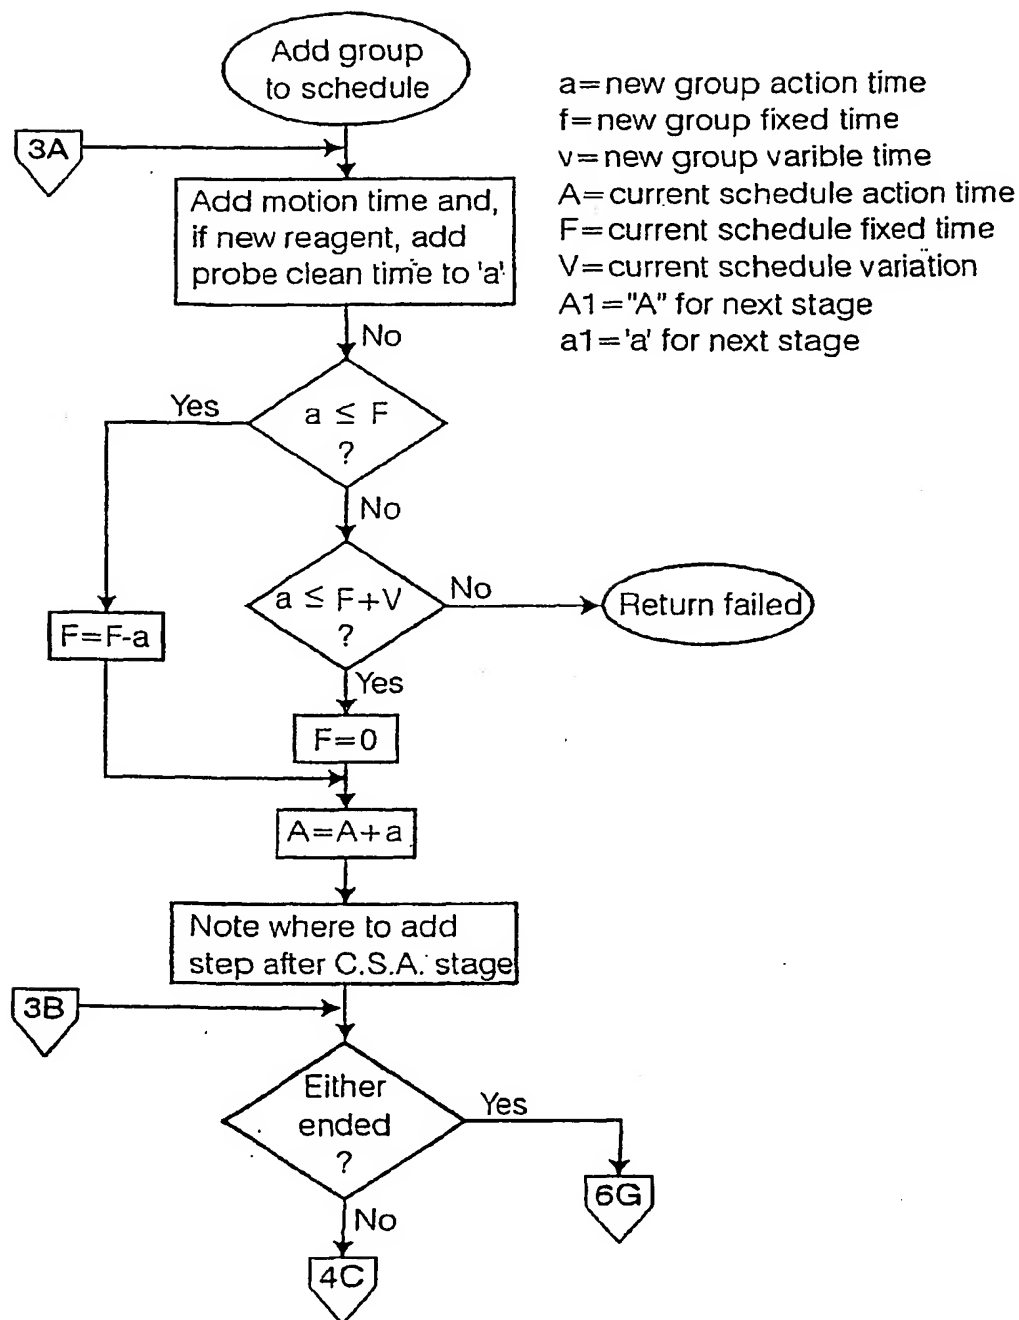 Add group
to schedule
a=new group action time
f=new group fixed time
v=new group varible time
A=current schedule action time
F=current schedule fixed time
V=current schedule variation
A1="A" for next stage
a1='a' for next stage
3A
Add motion time and,
if new reagent, add
probe clean time to 'a'
No
Yes
a ≤ F
?
No
a ≤ F+V
?
No
Return failed
F=F-a
Yes
F=0
A=A+a
Note where to add
step after C.S.A. stage
3B
Either
ended
?
Yes
6G
No
4C